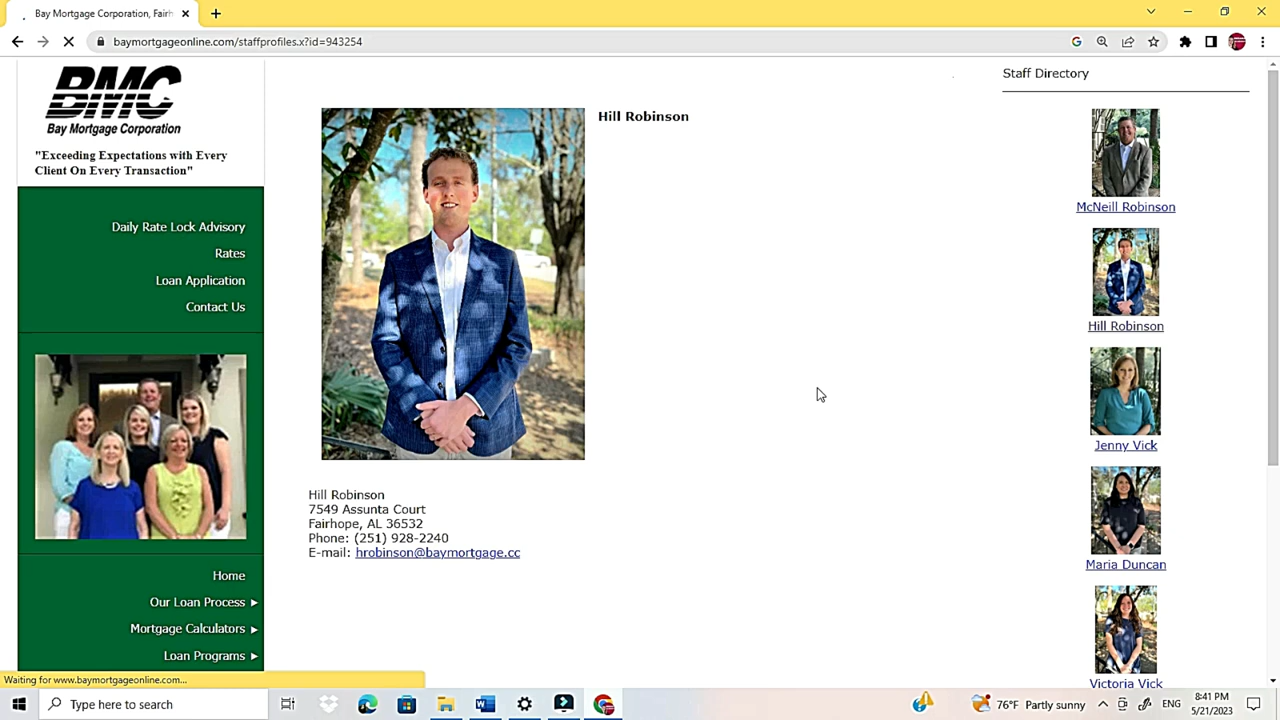 Bay Mortgage Corporation, Fairh
baymortgageonline.com/staffprofiles.x?id=943254
BMC
Bay Mortgage Corporation
"Exceeding Expectations with Every
Client On Every Transaction"
Daily Rate Lock Advisory
Rates
Loan Application
Contact Us
Home
Our Loan Process
Mortgage Calculators
Loan Programs
Waiting for www.baymortgageonline.com...
Hill Robinson
Hill Robinson
7549 Assunta Court
Fairhope, AL 36532
Phone: (251) 928-2240
E-mail: hrobinson@baymortgage.cc
Staff Directory
McNeill Robinson
Hill Robinson
Jenny Vick
Maria Duncan
Victoria Vick
Type here to search
76°F Partly sunny
ENG
8:41 PM
5/21/2023